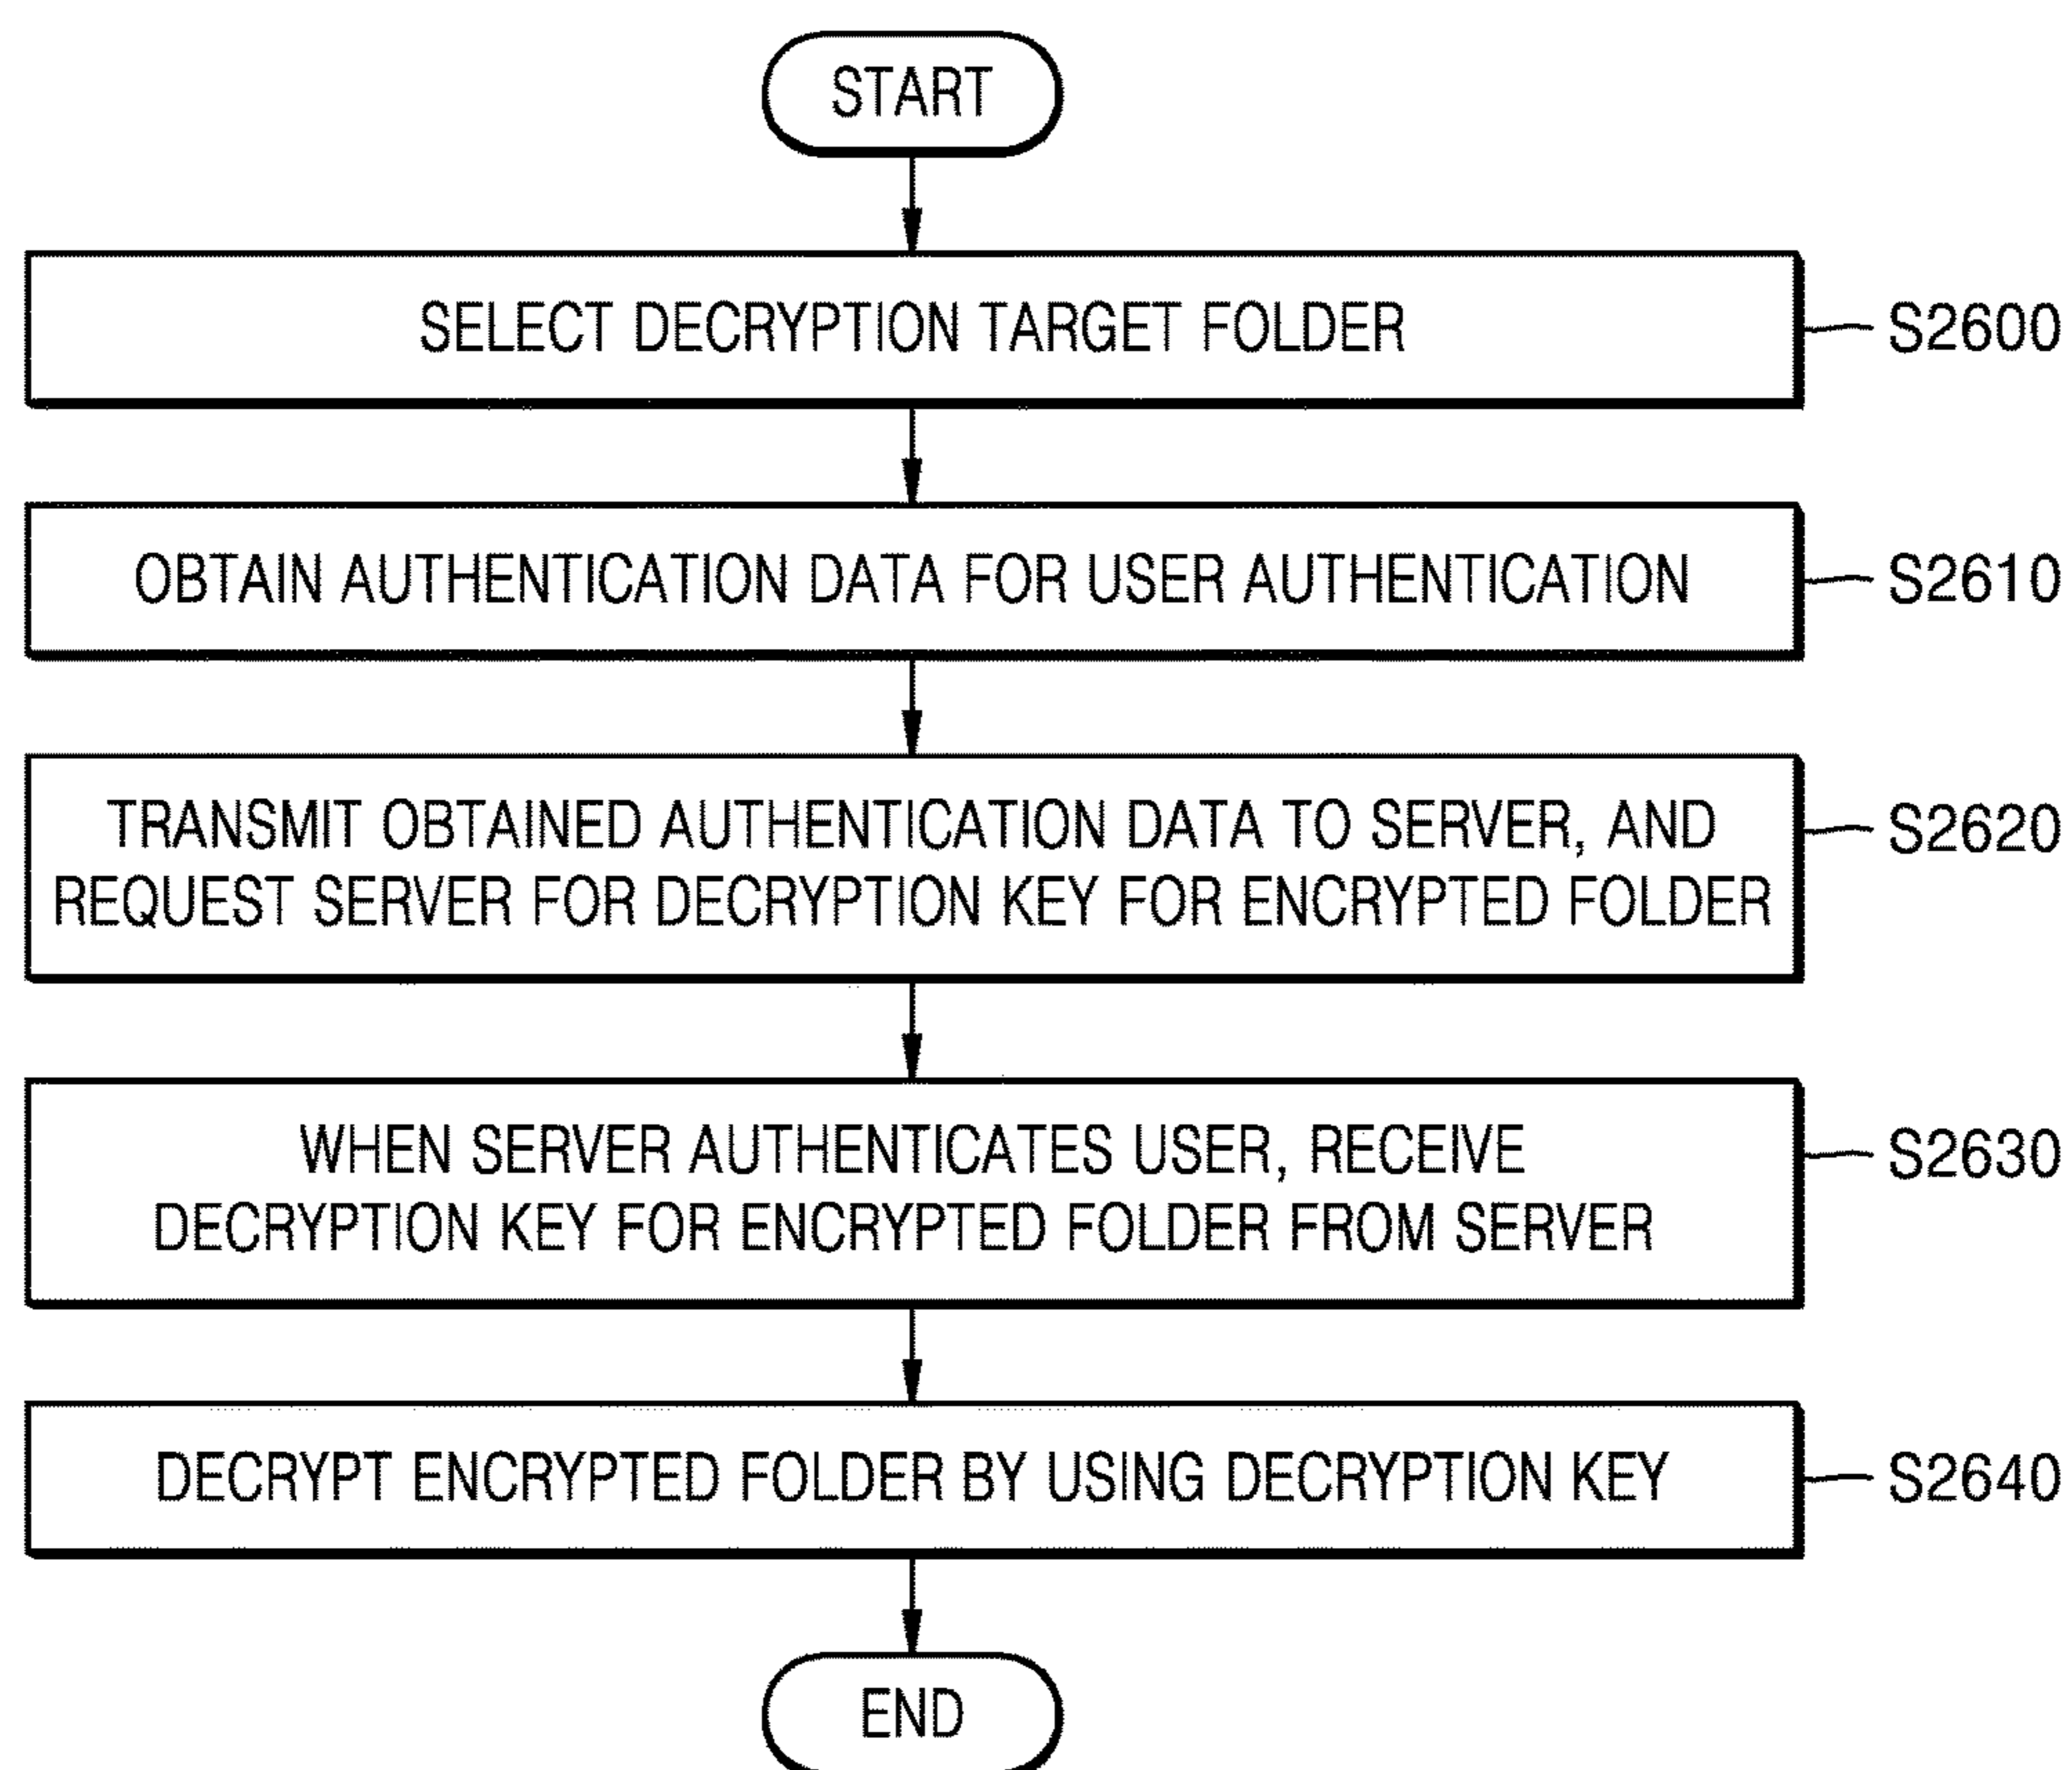 START
SELECT DECRYPTION TARGET FOLDER
S2600
OBTAIN AUTHENTICATION DATA FOR USER AUTHENTICATION
S2610
TRANSMIT OBTAINED AUTHENTICATION DATA TO SERVER, AND
REQUEST SERVER FOR DECRYPTION KEY FOR ENCRYPTED FOLDER
S2620
WHEN SERVER AUTHENTICATES USER, RECEIVE
DECRYPTION KEY FOR ENCRYPTED FOLDER FROM SERVER
S2630
DECRYPT ENCRYPTED FOLDER BY USING DECRYPTION KEY
S2640
END